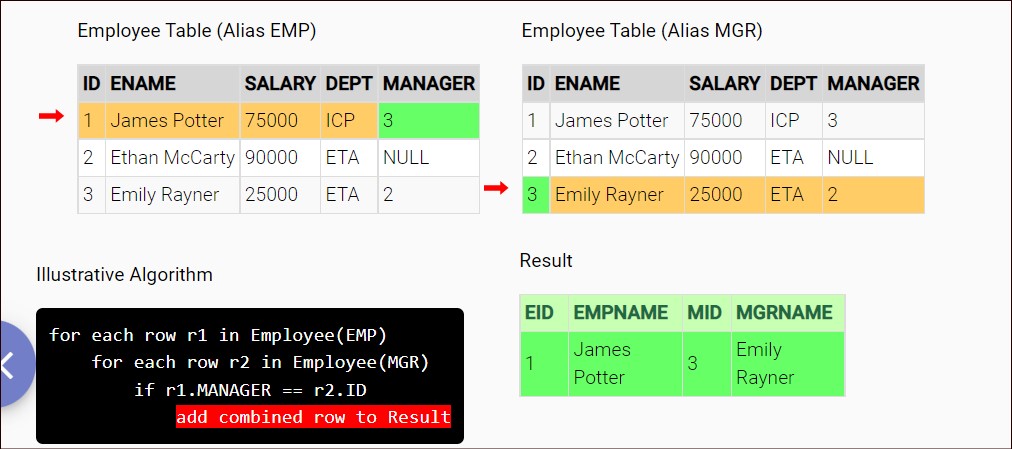 Employee Table (Alias EMP)
ID ENAME SALARY DEPT MANAGER
1 James Potter 75000 ICP 3
2 Ethan McCarty 90000 ETA NULL
3 Emily Rayner 25000 ETA 2
Employee Table (Alias MGR)
ID ENAME SALARY DEPT MANAGER
1 James Potter 75000 ICP 3
2 Ethan McCarty 90000 ETA NULL
3 Emily Rayner 25000 ETA 2
Illustrative Algorithm
for each row r1 in Employee(EMP)
for each row r2 in Employee(MGR)
if r1.MANAGER == r2.ID
add combined row to Result
Result
EID EMPNAME MID MGRNAME
1 James Potter 3 Emily Rayner